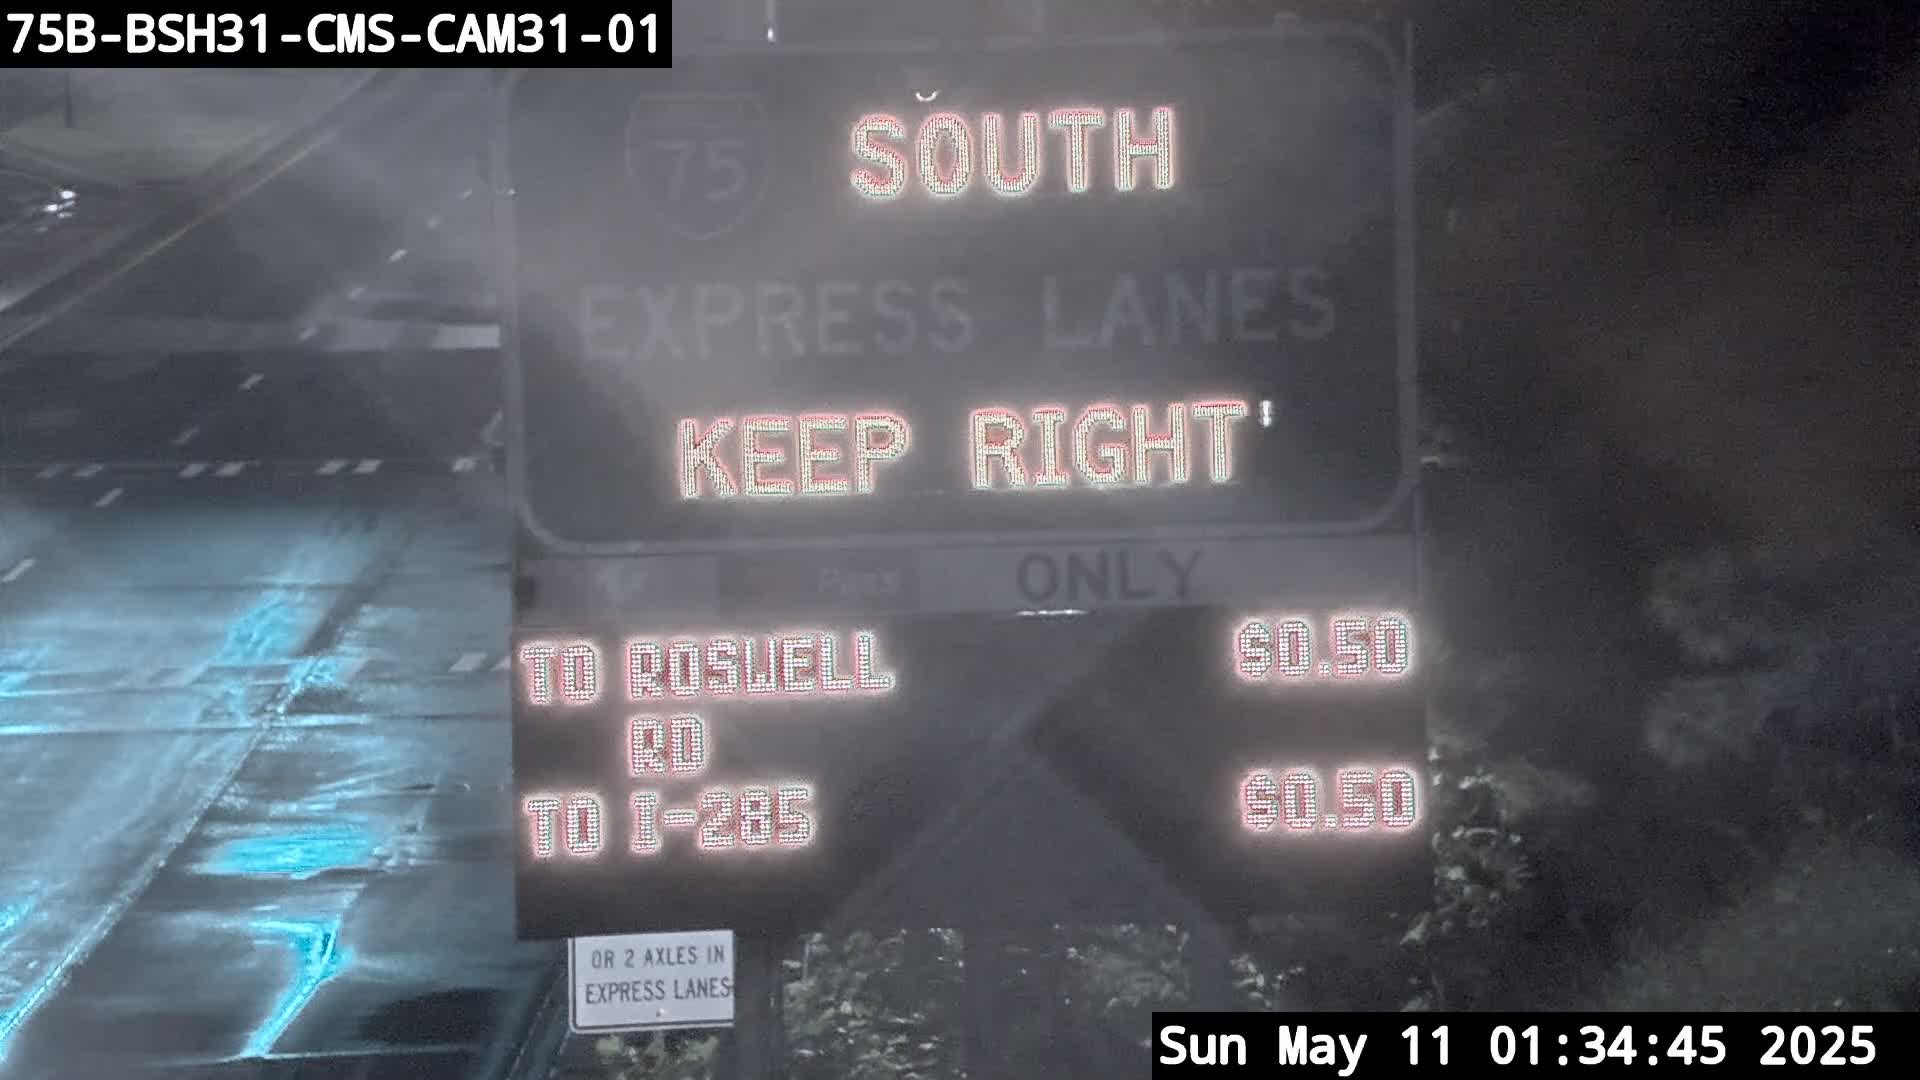 75B-BSH31-CMS-CAM31-01
75 SOUTH
EXPRESS LANES
KEEP RIGHT
Pass ONLY
TO ROSWELL $0.50
RD
TO I-285 $0.50
OR 2 AXLES IN
EXPRESS LANES
Sun May 11 01:34:45 2025